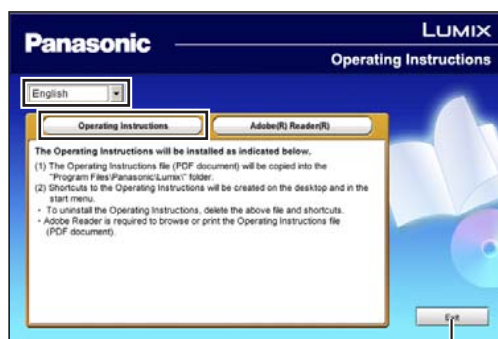 Panasonic
LUMIX
Operating Instructions
English
Operating Instructions
Adobe(R) Reader(R)
The Operating Instructions will be installed as indicated below.
(1) The Operating Instructions file (PDF document) will be copied into the
"Program Files\Panasonic\Lumix\" folder.
(2) Shortcuts to the Operating Instructions will be created on the desktop and in the
start menu.
・ To uninstall the Operating Instructions, delete the above file and shortcuts.
・ Adobe Reader is required to browse or print the Operating Instructions file
(PDF document).
Exit